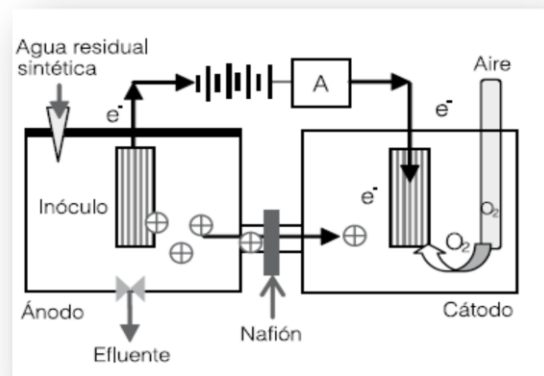 Agua residual
sintética
e-
A
e-
Aire
Inóculo
e-
O2
O2
Ánodo
Nafión
Cátodo
Efluente